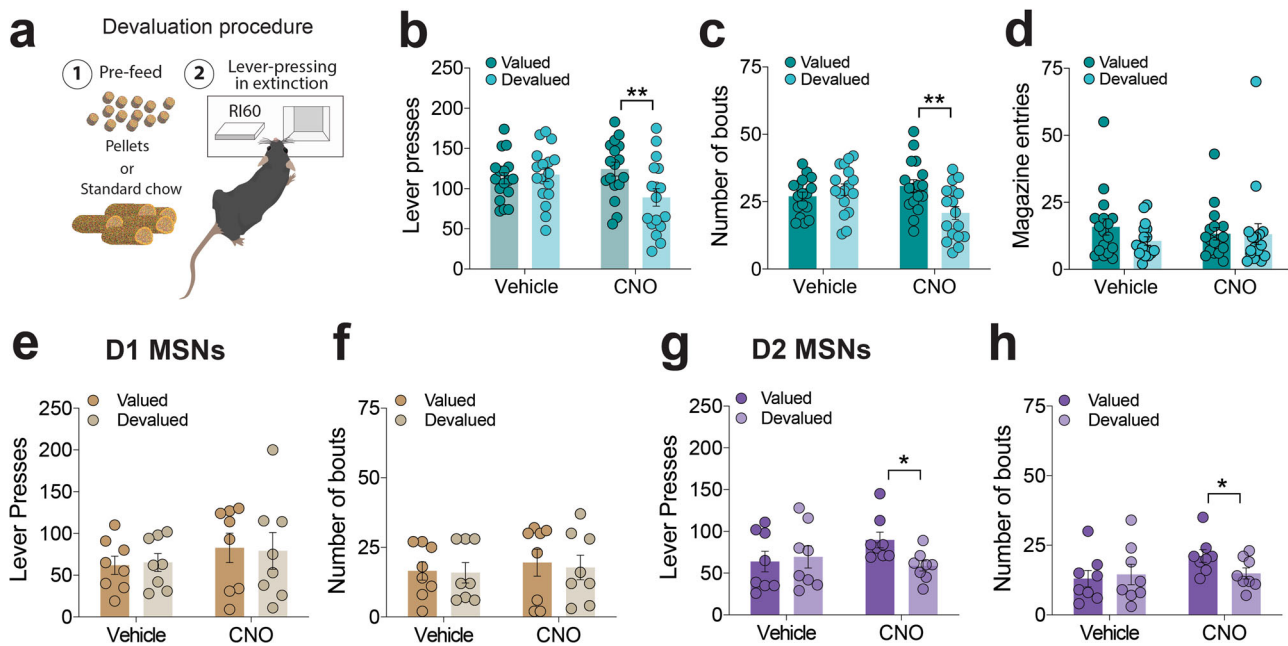 a
Devaluation procedure
1
Pre-feed
Pellets
or
Standard chow
2
Lever-pressing
in extinction
RI60
b
Valued
Devalued
Lever presses
250
200
150
100
50
0
**
Vehicle
CNO
c
Valued
Devalued
Number of bouts
75
50
25
0
**
Vehicle
CNO
d
Valued
Devalued
Magazine entries
75
50
25
0
Vehicle
CNO
e
D1 MSNs
Valued
Devalued
Lever Presses
250
200
150
100
50
0
Vehicle
CNO
f
Valued
Devalued
Number of bouts
75
50
25
0
Vehicle
CNO
g
D2 MSNs
Valued
Devalued
Lever Presses
250
200
150
100
50
0
*
Vehicle
CNO
h
Valued
Devalued
Number of bouts
75
50
25
0
*
Vehicle
CNO